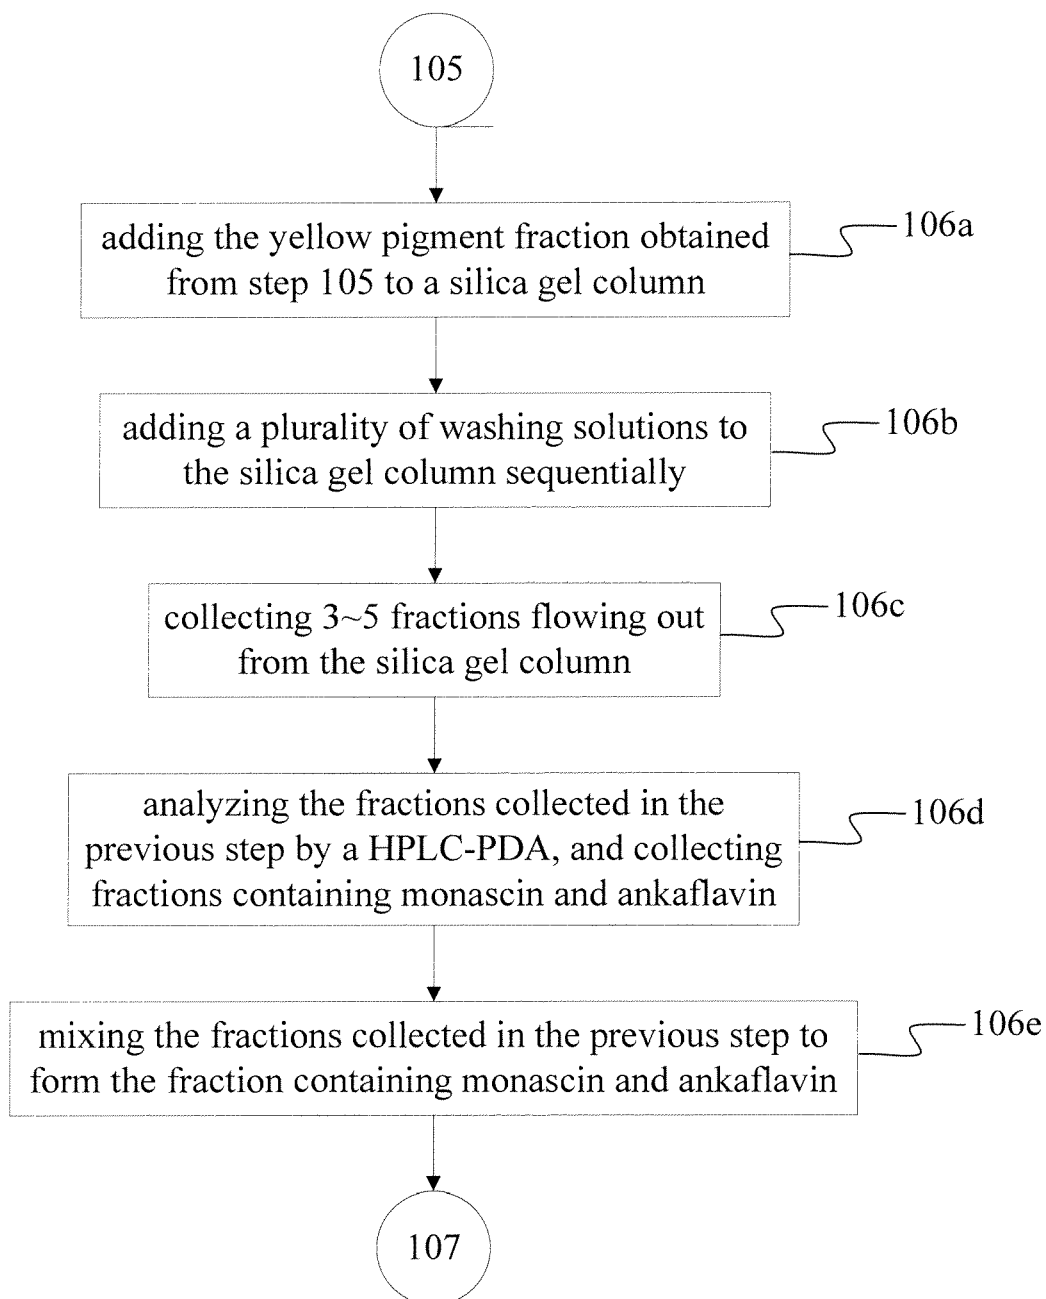 105
adding the yellow pigment fraction obtained
from step 105 to a silica gel column
106a
adding a plurality of washing solutions to
the silica gel column sequentially
106b
collecting 3~5 fractions flowing out
from the silica gel column
106c
analyzing the fractions collected in the
previous step by a HPLC-PDA, and collecting
fractions containing monascin and ankaflavin
106d
mixing the fractions collected in the previous step to
form the fraction containing monascin and ankaflavin
106e
107